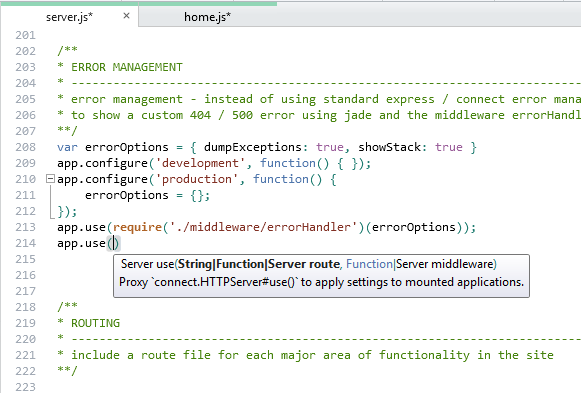 server.js* × home.js*
201
202 /**
203 * ERROR MANAGEMENT
204 * -----------------------------------------------------------------------
205 * error management - instead of using standard express / connect error mana
206 * to show a custom 404 / 500 error using jade and the middleware errorHandl
207 **/
208 var errorOptions = { dumpExceptions: true, showStack: true }
209 app.configure('development', function() { });
210 app.configure('production', function() {
211 errorOptions = {};
212 });
213 app.use(require('./middleware/errorHandler')(errorOptions));
214 app.use()
215 Server use(String|Function|Server route, Function|Server middleware)
216 Proxy `connect.HTTPServer#use()` to apply settings to mounted applications.
217
218 /**
219 * ROUTING
220 * -----------------------------------------------------------------------
221 * include a route file for each major area of functionality in the site
222 **/
223